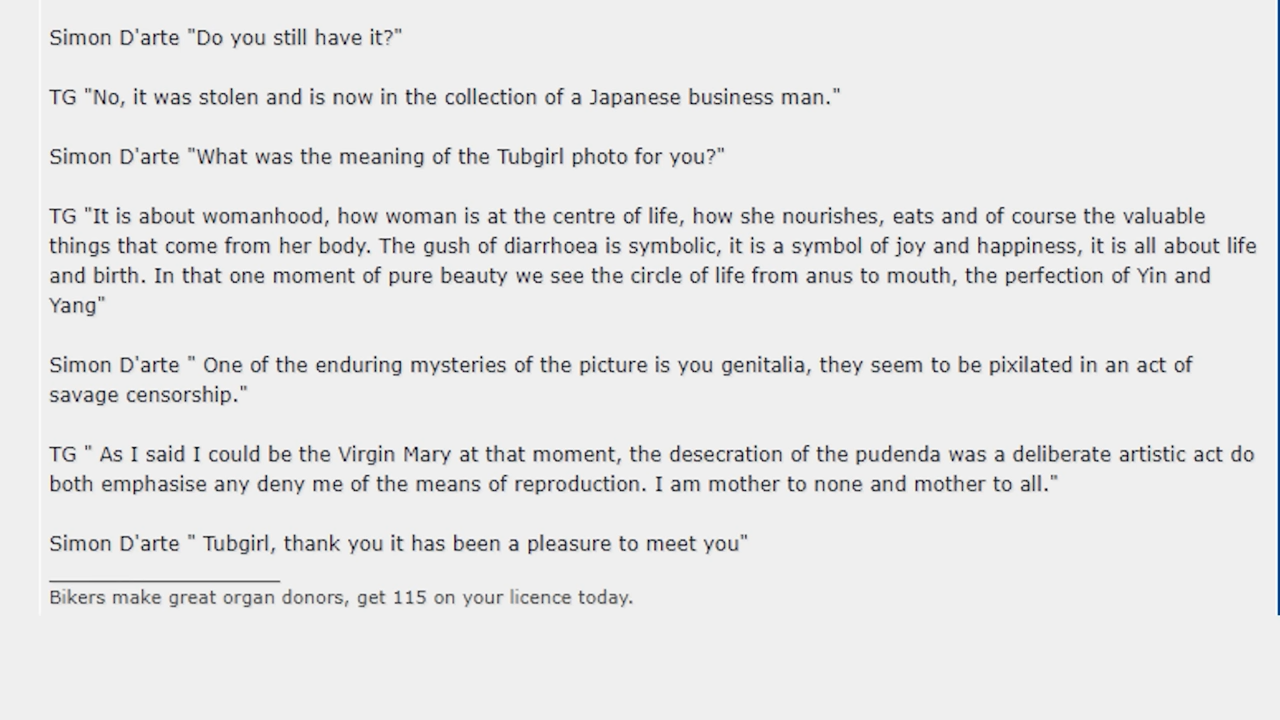 Simon D'arte "Do you still have it?"
TG "No, it was stolen and is now in the collection of a Japanese business man."
Simon D'arte "What was the meaning of the Tubgirl photo for you?"
TG "It is about womanhood, how woman is at the centre of life, how she nourishes, eats and of course the valuable
things that come from her body. The gush of diarrhoea is symbolic, it is a symbol of joy and happiness, it is all about life
and birth. In that one moment of pure beauty we see the circle of life from anus to mouth, the perfection of Yin and
Yang"
Simon D'arte " One of the enduring mysteries of the picture is you genitalia, they seem to be pixilated in an act of
savage censorship."
TG " As I said I could be the Virgin Mary at that moment, the desecration of the pudenda was a deliberate artistic act do
both emphasise any deny me of the means of reproduction. I am mother to none and mother to all."
Simon D'arte " Tubgirl, thank you it has been a pleasure to meet you"
Bikers make great organ donors, get 115 on your licence today.